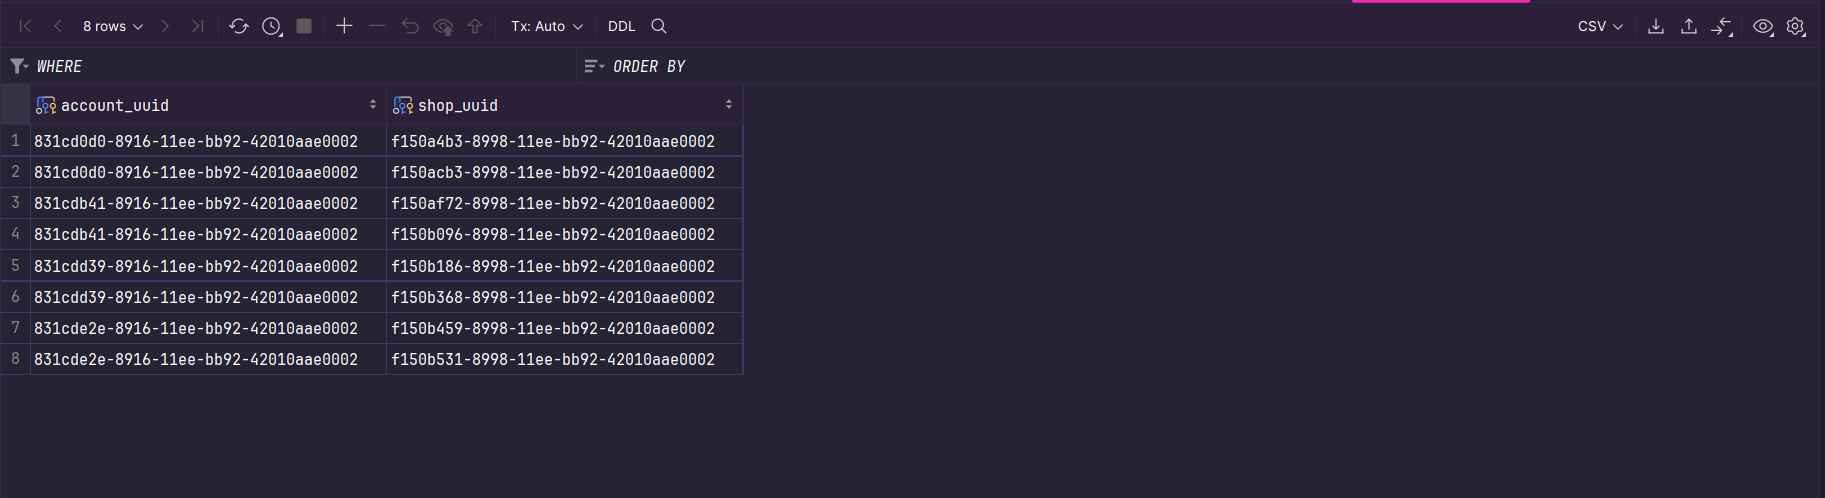 8 rows Tx: Auto DDL CSV
WHERE ORDER BY
account_uuid shop_uuid
1 831cd0d0-8916-11ee-bb92-42010aae0002 f150a4b3-8998-11ee-bb92-42010aae0002
2 831cd0d0-8916-11ee-bb92-42010aae0002 f150acb3-8998-11ee-bb92-42010aae0002
3 831cdb41-8916-11ee-bb92-42010aae0002 f150af72-8998-11ee-bb92-42010aae0002
4 831cdb41-8916-11ee-bb92-42010aae0002 f150b096-8998-11ee-bb92-42010aae0002
5 831cdd39-8916-11ee-bb92-42010aae0002 f150b186-8998-11ee-bb92-42010aae0002
6 831cdd39-8916-11ee-bb92-42010aae0002 f150b368-8998-11ee-bb92-42010aae0002
7 831cde2e-8916-11ee-bb92-42010aae0002 f150b459-8998-11ee-bb92-42010aae0002
8 831cde2e-8916-11ee-bb92-42010aae0002 f150b531-8998-11ee-bb92-42010aae0002